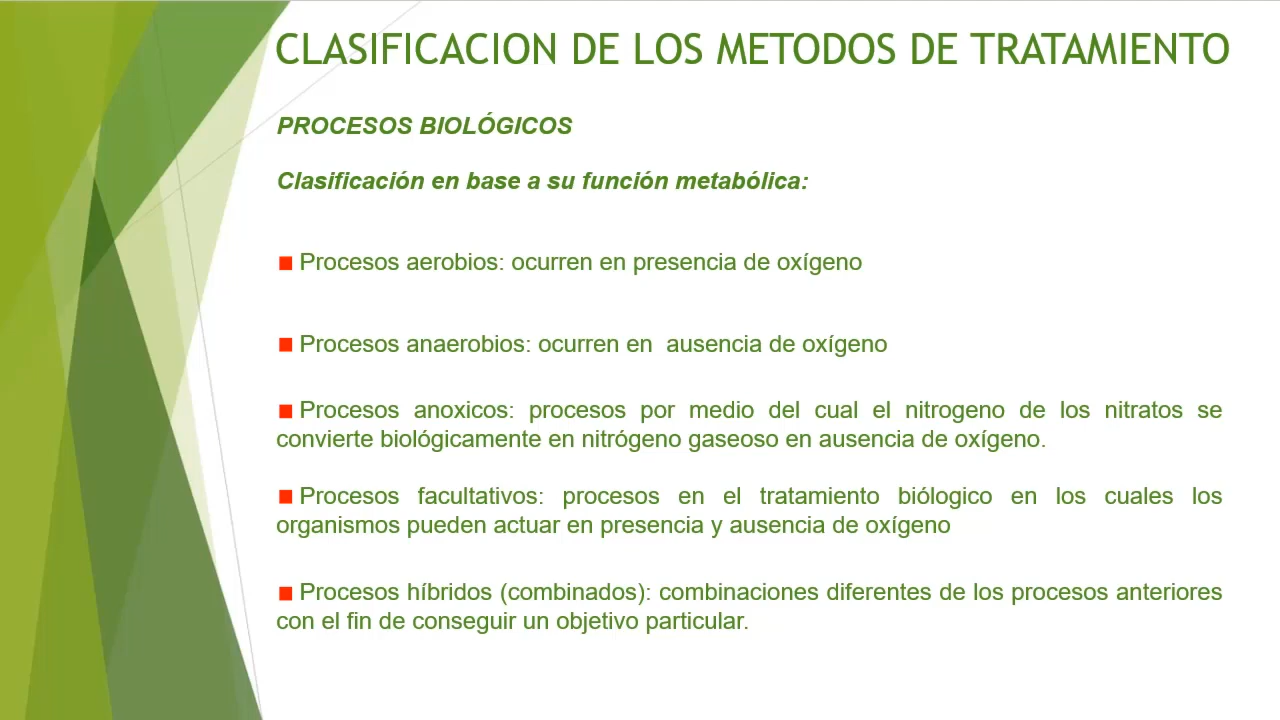 CLASIFICACION DE LOS METODOS DE TRATAMIENTO
PROCESOS BIOLÓGICOS
Clasificación en base a su función metabólica:
Procesos aerobios: ocurren en presencia de oxígeno
Procesos anaerobios: ocurren en ausencia de oxígeno
Procesos anoxicos: procesos por medio del cual el nitrogeno de los nitratos se
convierte biológicamente en nitrógeno gaseoso en ausencia de oxígeno.
Procesos facultativos: procesos en el tratamiento biólogico en los cuales los
organismos pueden actuar en presencia y ausencia de oxígeno
Procesos híbridos (combinados): combinaciones diferentes de los procesos anteriores
con el fin de conseguir un objetivo particular.